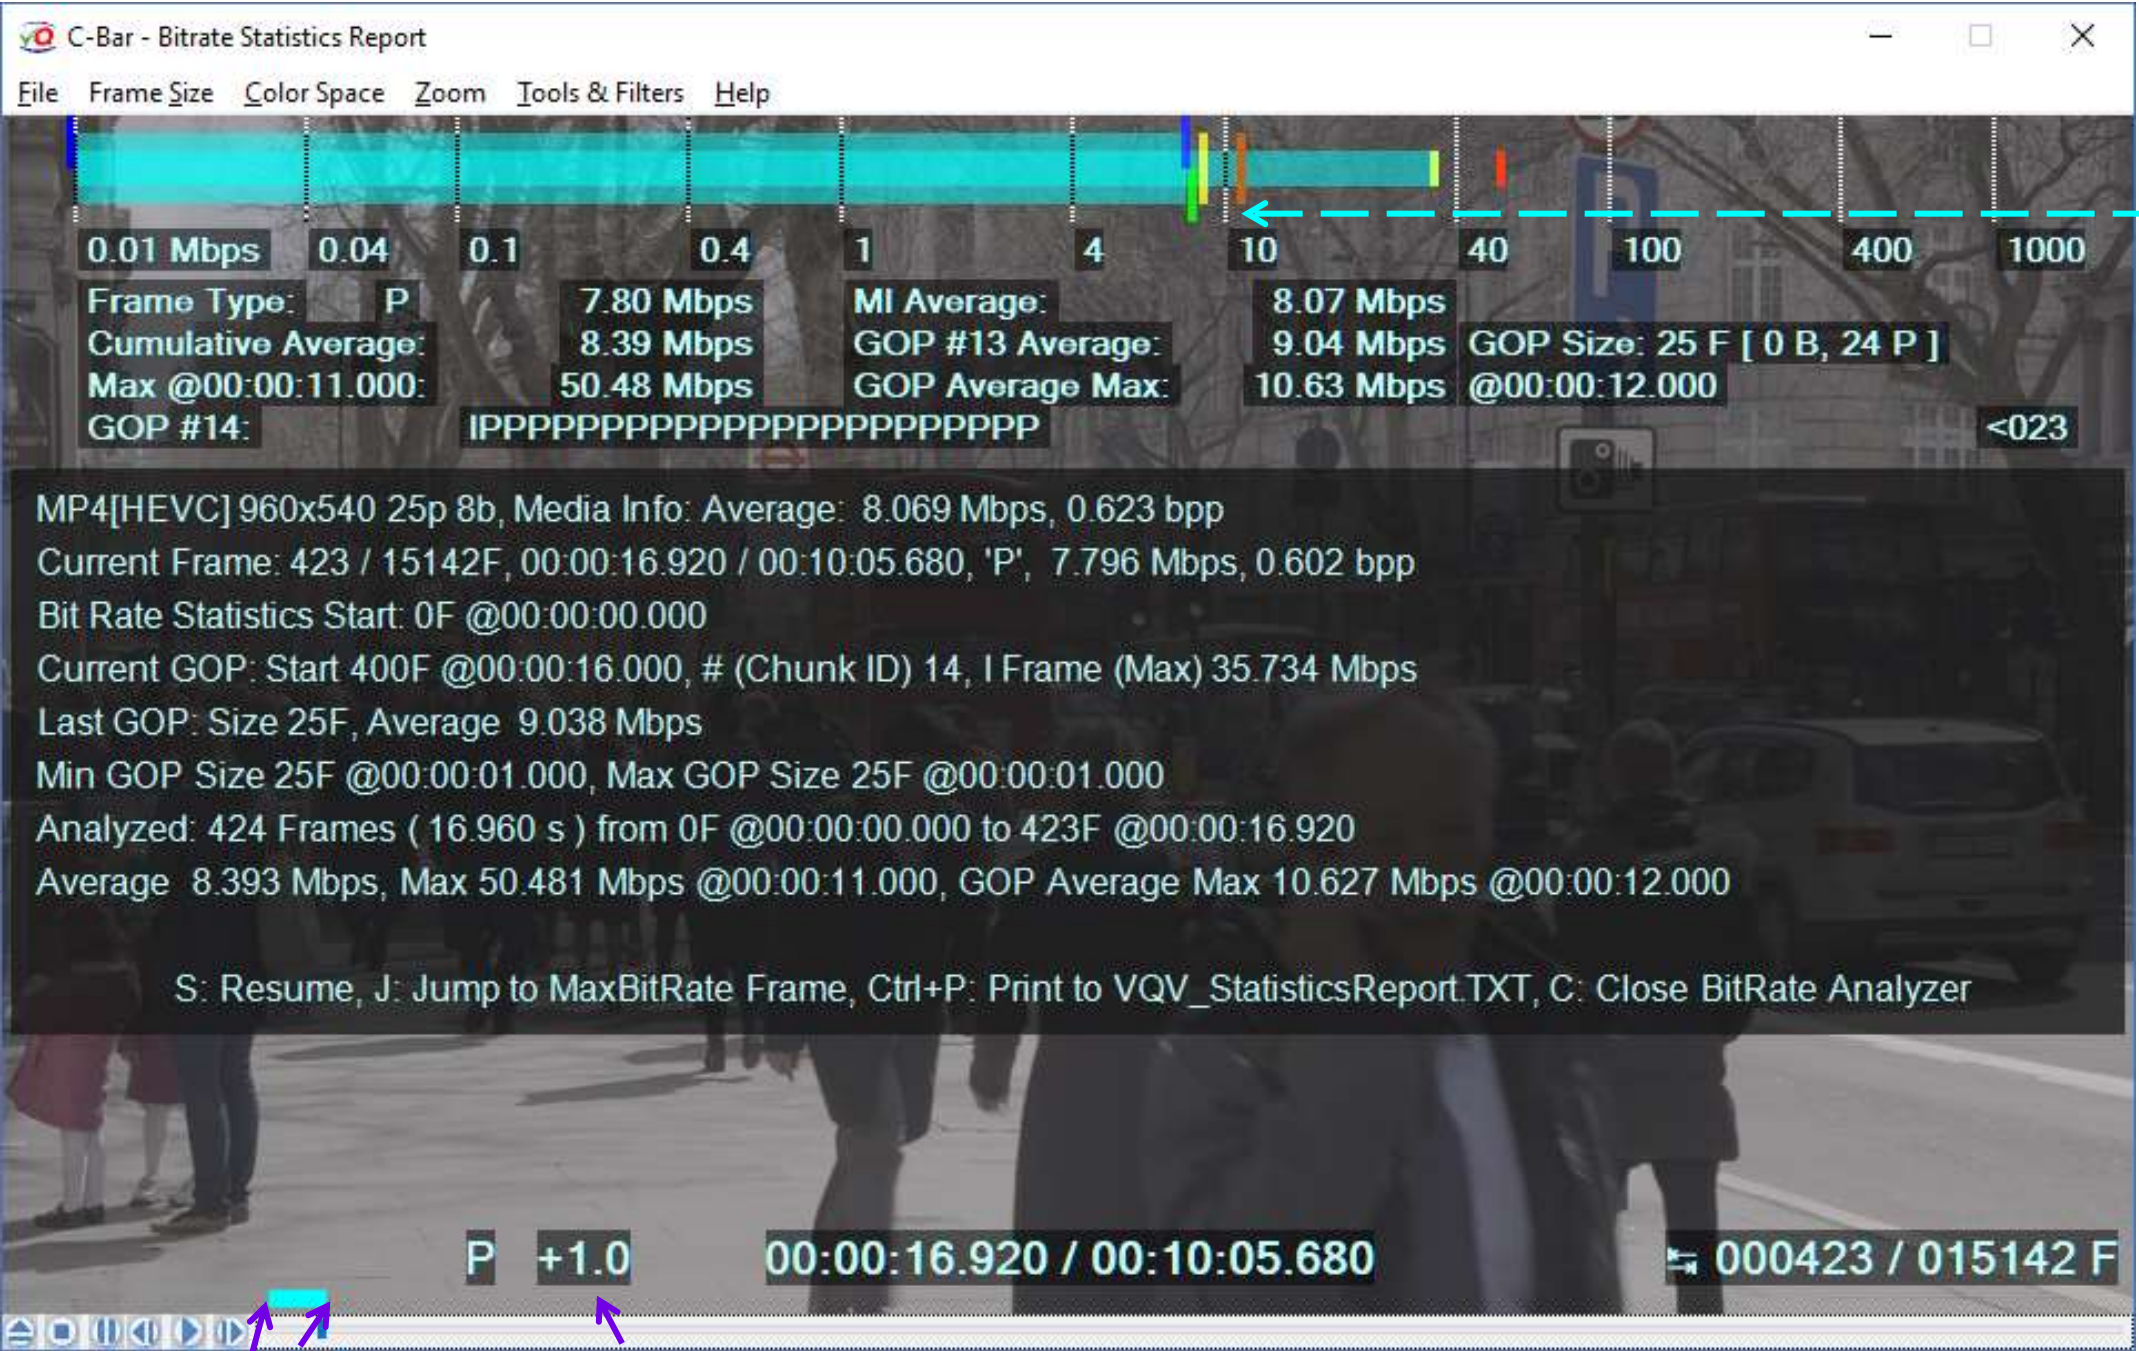 C-Bar - Bitrate Statistics Report
File Frame Size Color Space Zoom Tools & Filters Help
0.01 Mbps 0.04 0.1 0.4 1 4 10 40 100 400 1000
Frame Type: P 7.80 Mbps MI Average: 8.07 Mbps
Cumulative Average: 8.39 Mbps GOP #13 Average: 9.04 Mbps GOP Size: 25 F [ 0 B, 24 P ]
Max @00:00:11.000: 50.48 Mbps GOP Average Max: 10.63 Mbps @00:00:12.000
GOP #14: IPPPPPPPPPPPPPPPPPPPPPPP <023
MP4[HEVC] 960x540 25p 8b, Media Info: Average: 8.069 Mbps, 0.623 bpp
Current Frame: 423 / 15142F, 00:00:16.920 / 00:10:05.680, 'P', 7.796 Mbps, 0.602 bpp
Bit Rate Statistics Start: 0F @00:00:00.000
Current GOP: Start 400F @00:00:16.000, # (Chunk ID) 14, I Frame (Max) 35.734 Mbps
Last GOP: Size 25F, Average 9.038 Mbps
Min GOP Size 25F @00:00:01.000, Max GOP Size 25F @00:00:01.000
Analyzed: 424 Frames ( 16.960 s ) from 0F @00:00:00.000 to 423F @00:00:16.920
Average 8.393 Mbps, Max 50.481 Mbps @00:00:11.000, GOP Average Max 10.627 Mbps @00:00:12.000
S: Resume, J: Jump to MaxBitRate Frame, Ctrl+P: Print to VQV_StatisticsReport.TXT, C: Close BitRate Analyzer
P +1.0 00:00:16.920 / 00:10:05.680 000423 / 015142 F